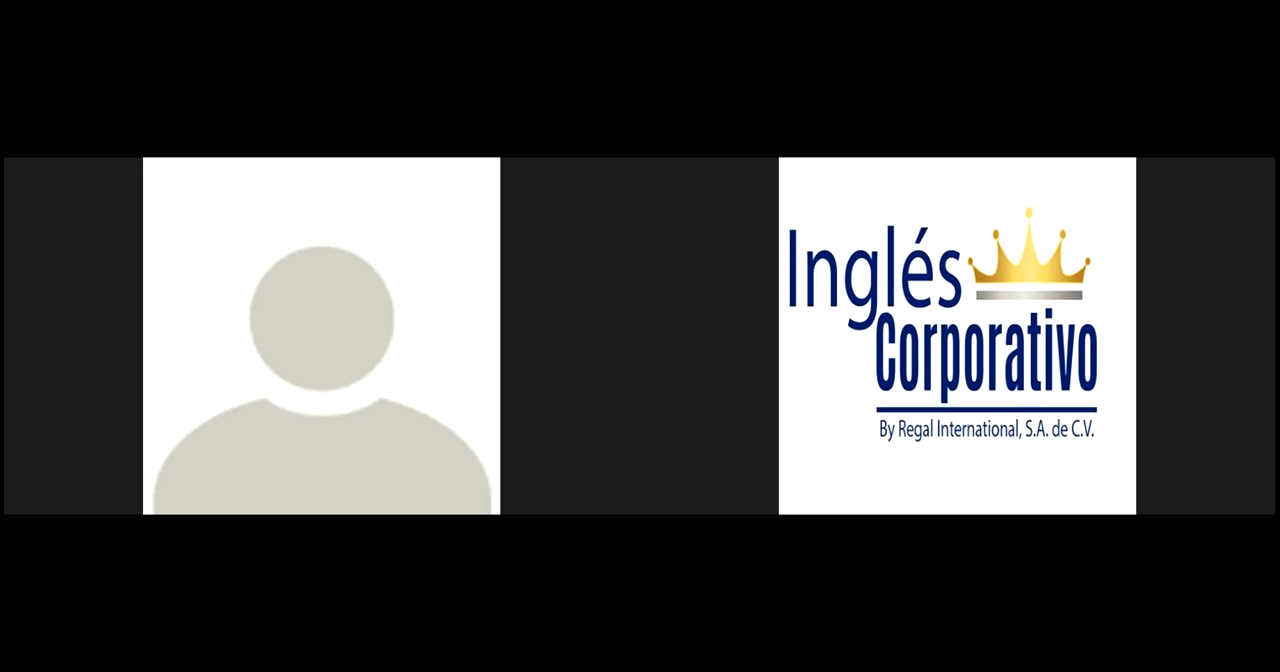 Inglés
Corporativo
By Regal International, S.A. de C.V.